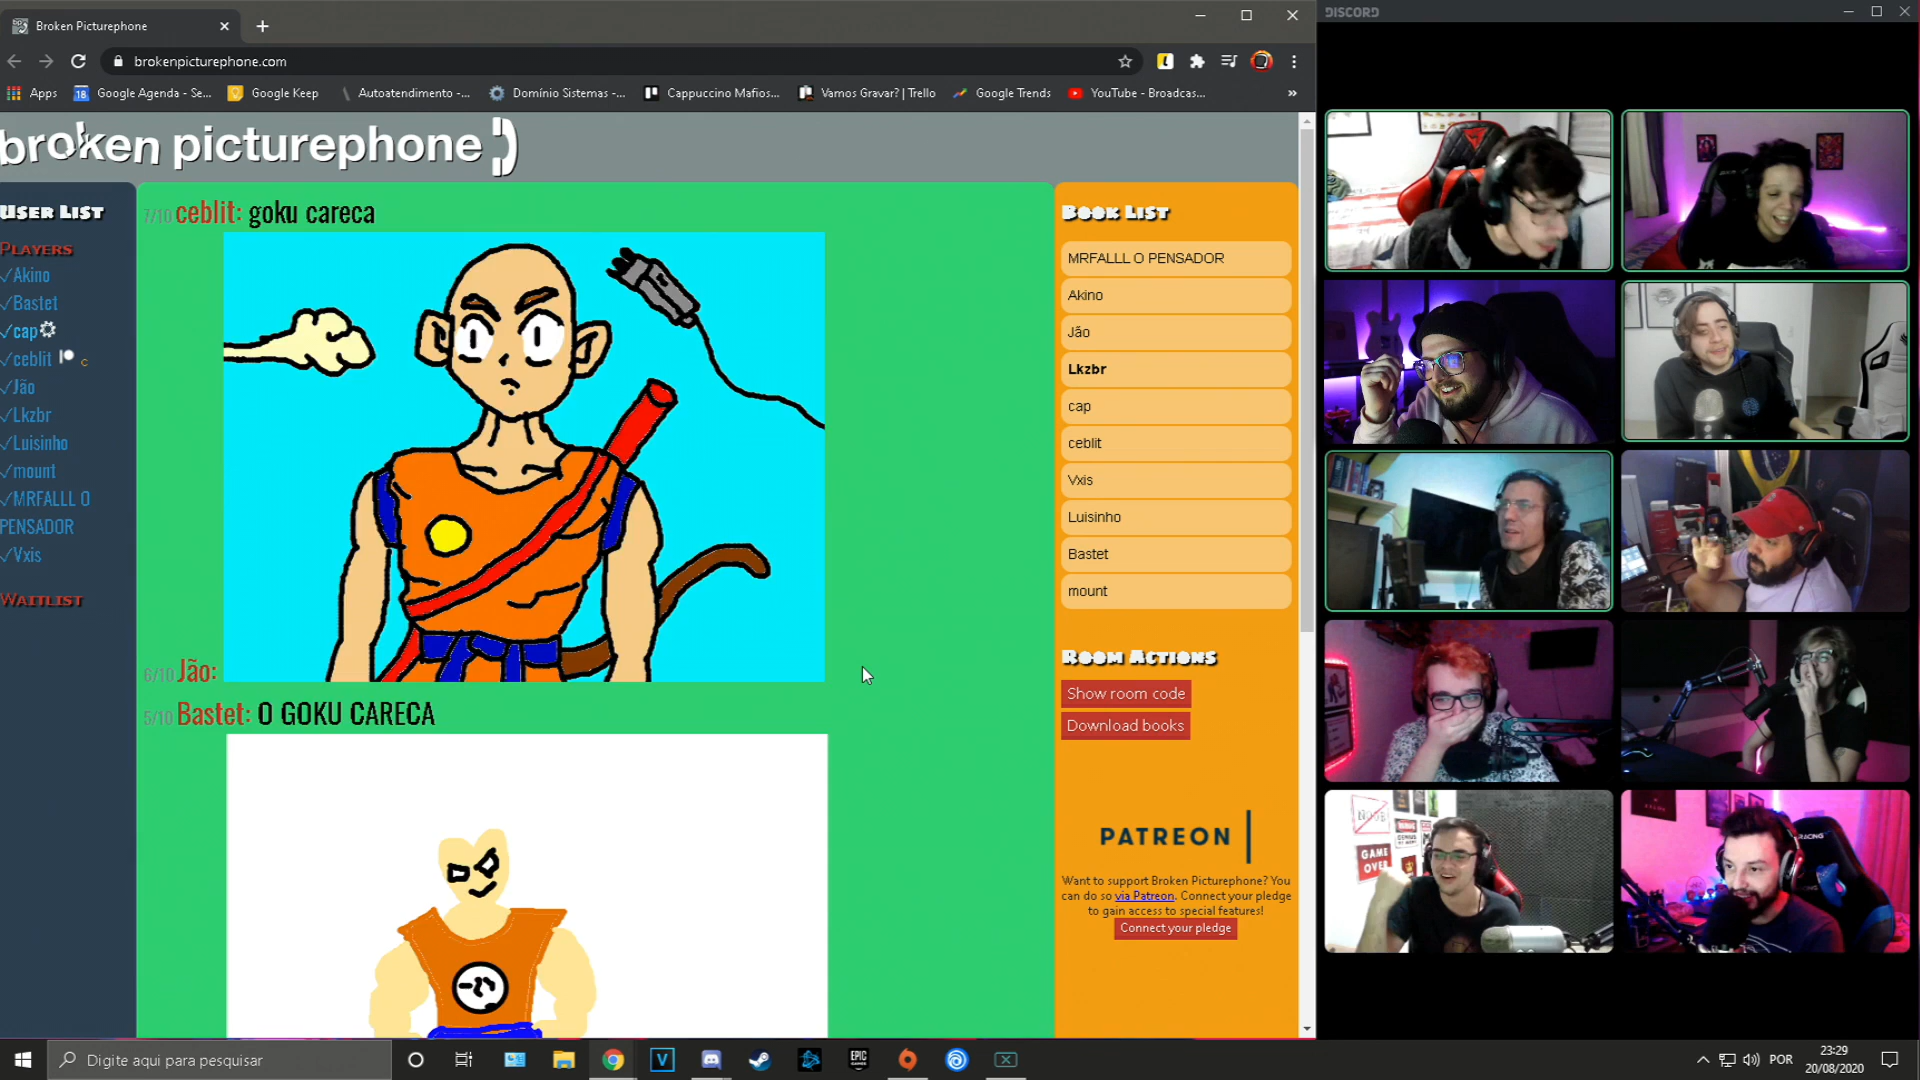 Broken Picturephone
DISCORD
brokenpicturephone.com
Apps
18
Google Agenda - Se...
Google Keep
Autoatendimento -...
Domínio Sistemas -...
Cappuccino Mafios...
Vamos Gravar? | Trello
Google Trends
YouTube - Broadcas...
»
broken picturephone ;)
User List
Players
✓Akino
✓Bastet
✓cap
✓ceblit
✓Jão
✓Lkzbr
✓Luisinho
✓mount
✓MRFALLL O
PENSADOR
✓Vxis
Waitlist
7/10 ceblit: goku careca
6/10 Jão:
5/10 Bastet: O GOKU CARECA
Book List
MRFALLL O PENSADOR
Akino
Jão
Lkzbr
cap
ceblit
Vxis
Luisinho
Bastet
mount
Room Actions
Show room code
Download books
PATREON
Want to support Broken Picturephone? You
can do so via Patreon. Connect your pledge
to gain access to special features!
Connect your pledge
NOOB
GAME
OVER
RACING
Digite aqui para pesquisar
V
EPIC
GAMES
POR
23:29
20/08/2020